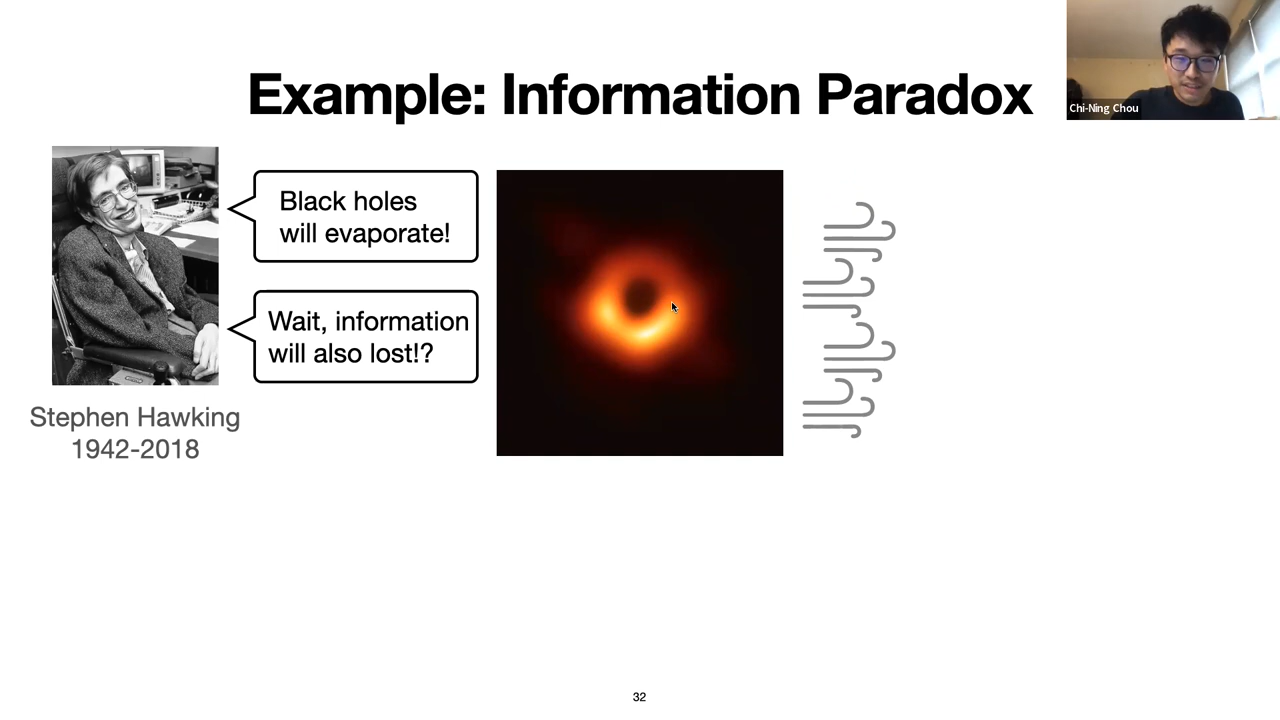 Example: Information Paradox
Chi-Ning Chou
Black holes
will evaporate!
Wait, information
will also lost!?
Stephen Hawking
1942-2018
32